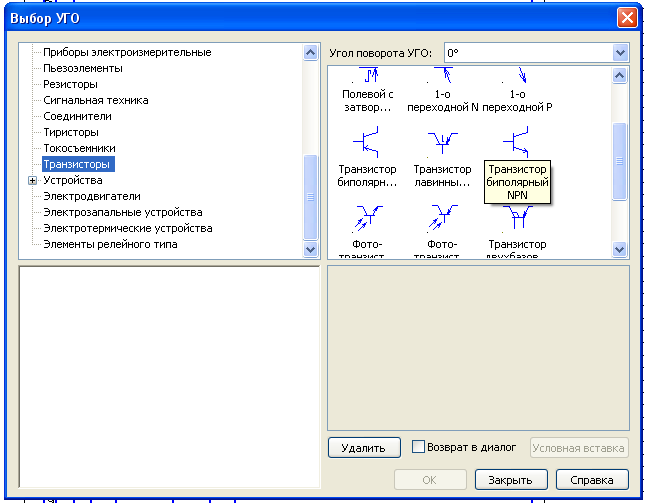 Выбор УГО
Приборы электроизмерительные
Пьезоэлементы
Резисторы
Сигнальная техника
Соединители
Тиристоры
Токосъемники
Транзисторы
Устройства
Электродвигатели
Электрозапальные устройства
Электротермические устройства
Элементы релейного типа
Угол поворота УГО: 0°
Полевой с затвор...
1-о переходной N
1-о переходной P
Транзистор биполярн...
Транзистор лавинны...
Транзистор биполярный NPN
Фото-транзист...
Фото-транзист...
Транзистор двухбазов...
Удалить
Возврат в диалог
Условная вставка
ОК
Закрыть
Справка